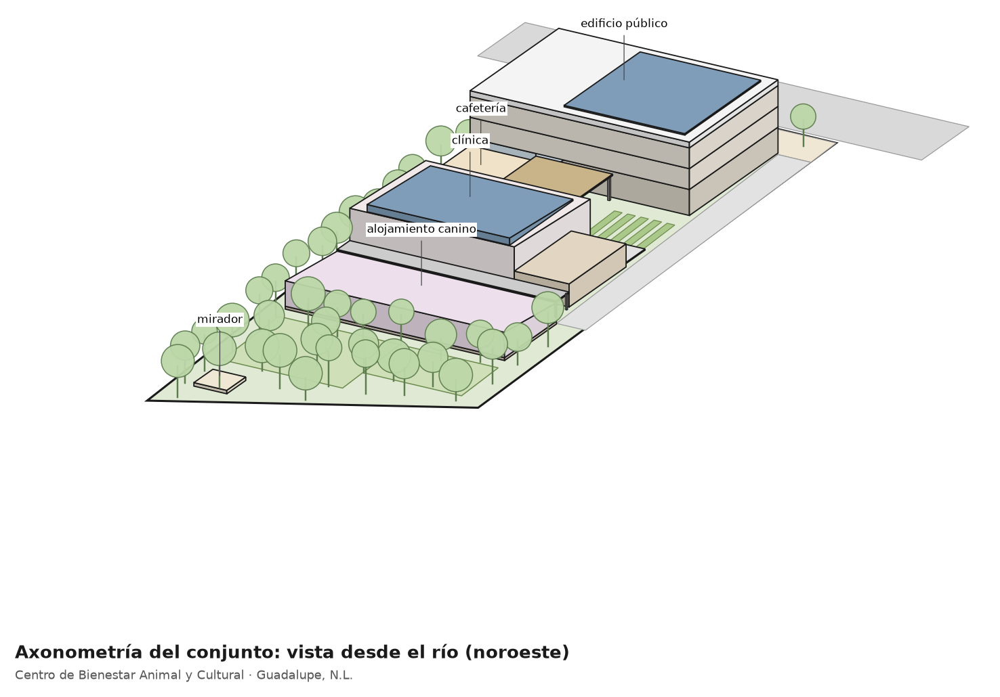 edificio público
cafetería
clínica
alojamiento canino
mirador
Axonometría del conjunto: vista desde el río (noroeste)
Centro de Bienestar Animal y Cultural · Guadalupe, N.L.